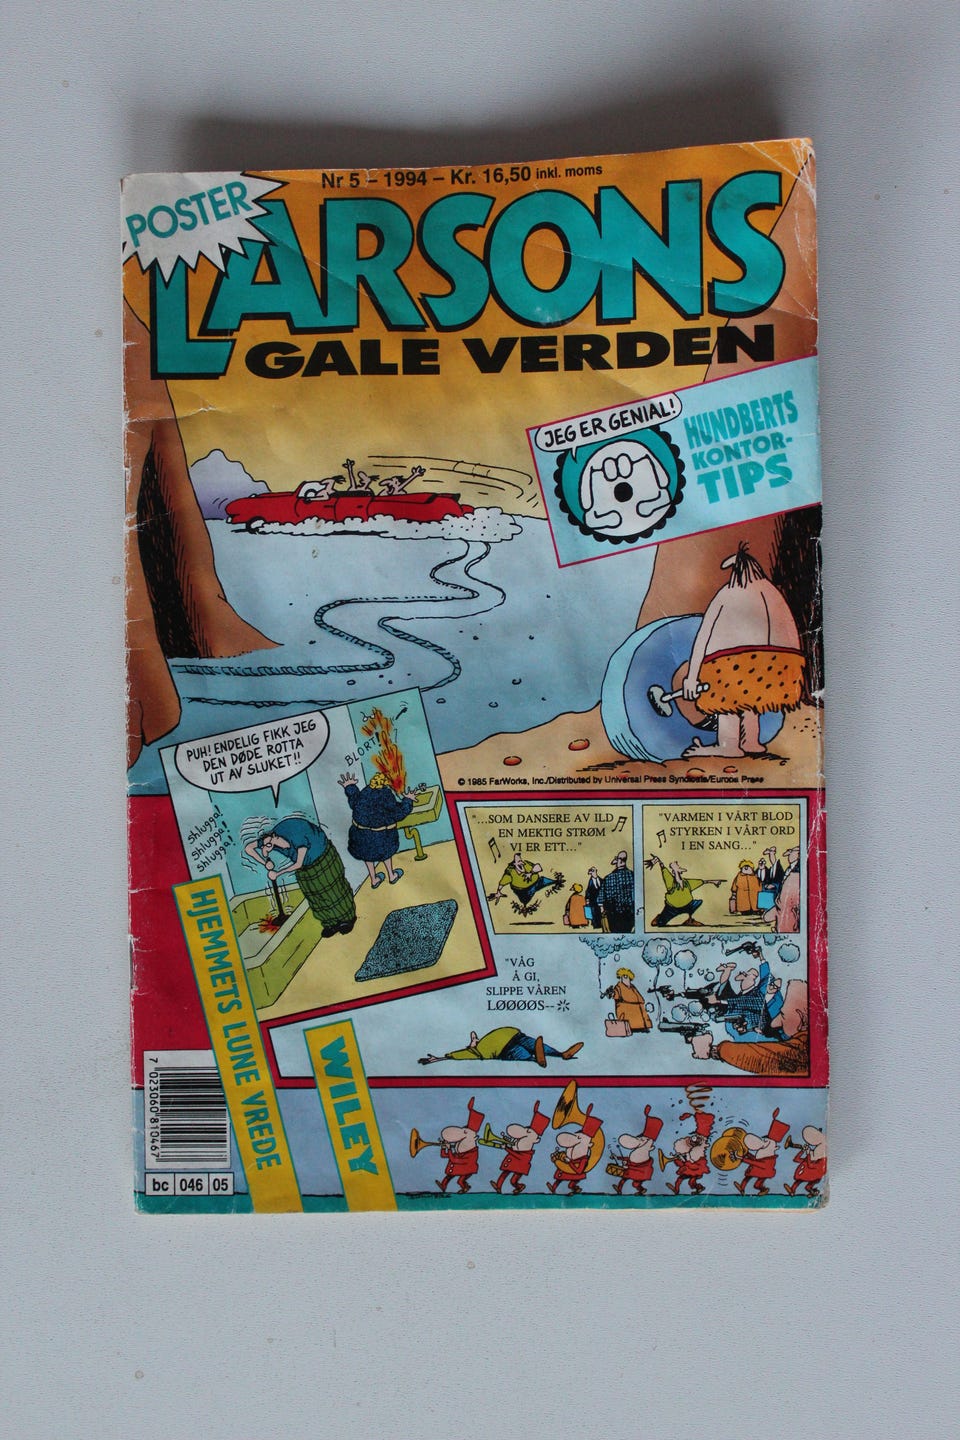 Nr 5 – 1994 – Kr. 16,50 inkl. moms
POSTER
LARSONS
GALE VERDEN
JEG ER GENIAL!
HUNDBERTS
KONTOR-
TIPS
© 1985 FarWorks, Inc./Distributed by Universal Press Syndicate/Europa Press
PUH! ENDELIG FIKK JEG
DEN DØDE ROTTA
UT AV SLUKET!!
BLORT!
Shlugga!
Shlugga!
Shlugga!
"...SOM DANSERE AV ILD
EN MEKTIG STRØM
VI ER ETT..."
"VARMEN I VÅRT BLOD
STYRKEN I VÅRT ORD
I EN SANG..."
"VÅG
Å GI,
SLIPPE VÅREN
LØØØØS--
HJEMMETS LUNE VREDE
WILEY
7 023060 810467
bc 046 05